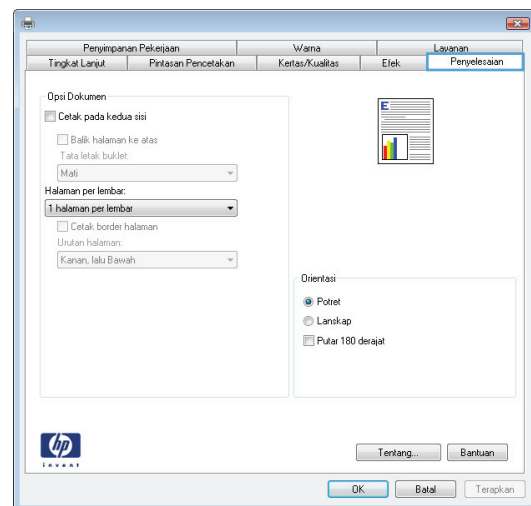 Penyimpanan Pekerjaan Warna Layanan
Tingkat Lanjut Pintasan Pencetakan Kertas/Kualitas Efek Penyelesaian
Opsi Dokumen
Cetak pada kedua sisi
Balik halaman ke atas
Tata letak buklet:
Mati
Halaman per lembar:
1 halaman per lembar
Cetak border halaman
Urutan halaman:
Kanan, lalu Bawah
E
Orientasi
Potret
Lanskap
Putar 180 derajat
hp
invent
Tentang... Bantuan
OK Batal Terapkan